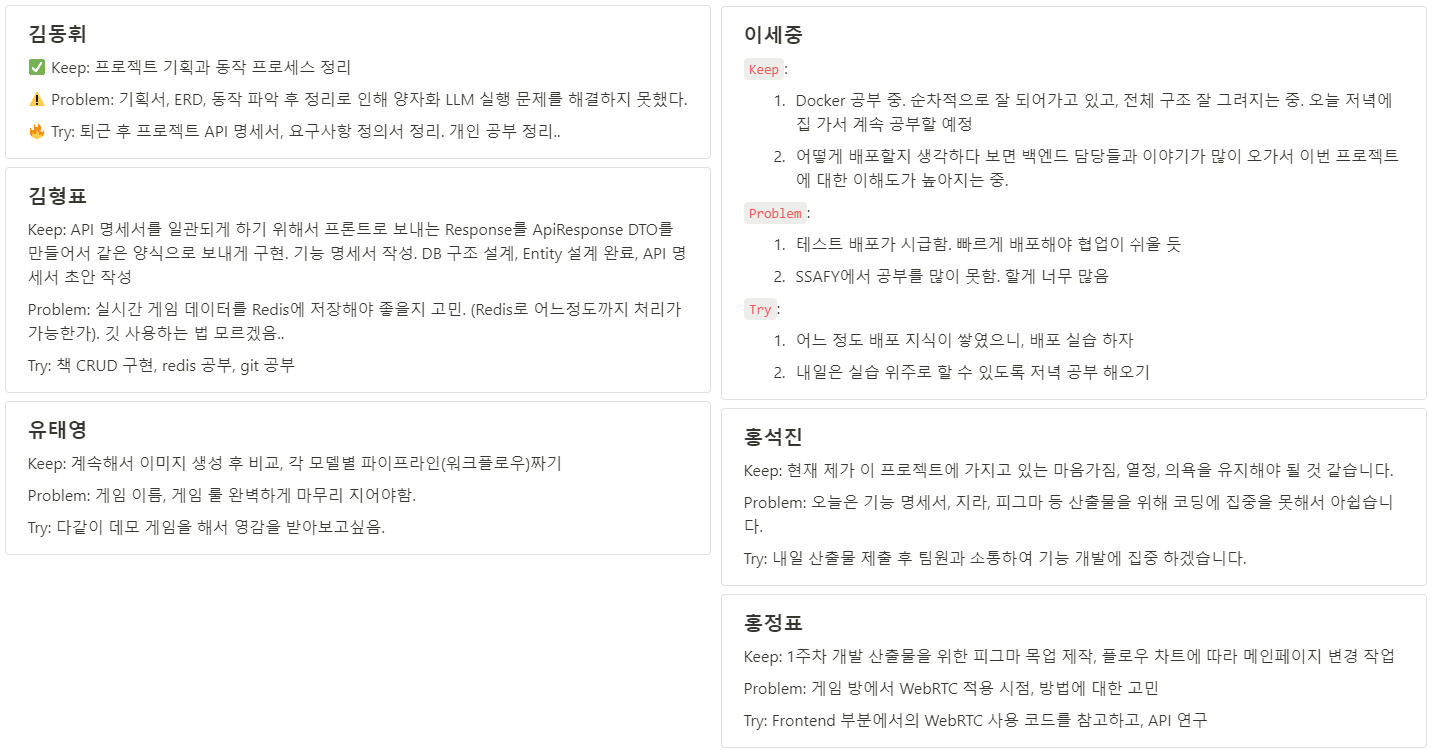 김동휘
✅ Keep: 프로젝트 기획과 동작 프로세스 정리
⚠️ Problem: 기획서, ERD, 동작 파악 후 정리로 인해 양자화 LLM 실행 문제를 해결하지 못했다.
🔥 Try: 퇴근 후 프로젝트 API 명세서, 요구사항 정의서 정리. 개인 공부 정리..
김형표
Keep: API 명세서를 일관되게 하기 위해서 프론트로 보내는 Response를 ApiResponse DTO를
만들어서 같은 양식으로 보내게 구현. 기능 명세서 작성. DB 구조 설계, Entity 설계 완료, API 명
세서 초안 작성
Problem: 실시간 게임 데이터를 Redis에 저장해야 좋을지 고민. (Redis로 어느정도까지 처리가
가능한가). 깃 사용하는 법 모르겠음..
Try: 책 CRUD 구현, redis 공부, git 공부
유태영
Keep: 계속해서 이미지 생성 후 비교, 각 모델별 파이프라인(워크플로우)짜기
Problem: 게임 이름, 게임 룰 완벽하게 마무리 지어야함.
Try: 다같이 데모 게임을 해서 영감을 받아보고싶음.
이세중
Keep:
1. Docker 공부 중. 순차적으로 잘 되어가고 있고, 전체 구조 잘 그려지는 중. 오늘 저녁에
집 가서 계속 공부할 예정
2. 어떻게 배포할지 생각하다 보면 백엔드 담당들과 이야기가 많이 오가서 이번 프로젝트
에 대한 이해도가 높아지는 중.
Problem:
1. 테스트 배포가 시급함. 빠르게 배포해야 협업이 쉬울 듯
2. SSAFY에서 공부를 많이 못함. 할게 너무 많음
Try:
1. 어느 정도 배포 지식이 쌓였으니, 배포 실습 하자
2. 내일은 실습 위주로 할 수 있도록 저녁 공부 해오기
홍석진
Keep: 현재 제가 이 프로젝트에 가지고 있는 마음가짐, 열정, 의욕을 유지해야 될 것 같습니다.
Problem: 오늘은 기능 명세서, 지라, 피그마 등 산출물을 위해 코딩에 집중을 못해서 아쉽습니
다.
Try: 내일 산출물 제출 후 팀원과 소통하여 기능 개발에 집중 하겠습니다.
홍정표
Keep: 1주차 개발 산출물을 위한 피그마 목업 제작, 플로우 차트에 따라 메인페이지 변경 작업
Problem: 게임 방에서 WebRTC 적용 시점, 방법에 대한 고민
Try: Frontend 부분에서의 WebRTC 사용 코드를 참고하고, API 연구